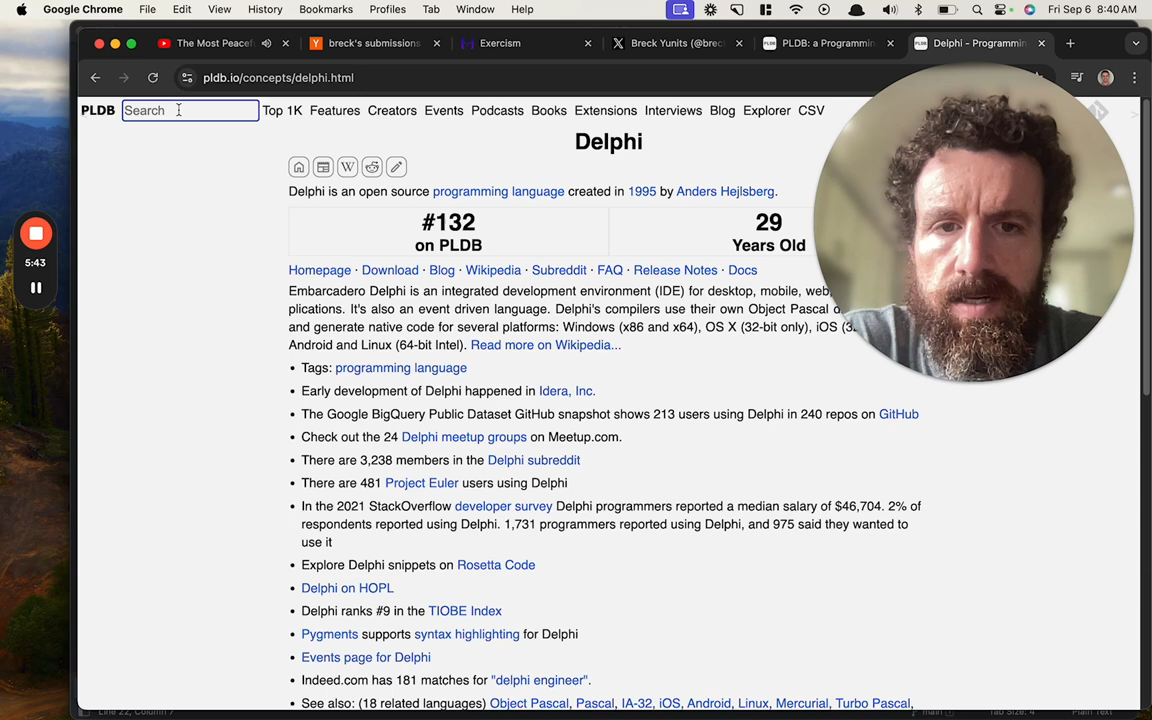 Google Chrome File Edit View History Bookmarks Profiles Tab Window Help Fri Sep 6 8:40 AM
The Most Peacef breck's submissions Exercism Breck Yunits (@brec PLDB: a Programmin Delphi - Programmin
pldb.io/concepts/delphi.html
PLDB Search Top 1K Features Creators Events Podcasts Books Extensions Interviews Blog Explorer CSV
Delphi
Delphi is an open source programming language created in 1995 by Anders Hejlsberg.
#132 29
on PLDB Years Old
5:43
Homepage · Download · Blog · Wikipedia · Subreddit · FAQ · Release Notes · Docs
Embarcadero Delphi is an integrated development environment (IDE) for desktop, mobile, web,
plications. It's also an event driven language. Delphi's compilers use their own Object Pascal
and generate native code for several platforms: Windows (x86 and x64), OS X (32-bit only), iOS
Android and Linux (64-bit Intel). Read more on Wikipedia...
• Tags: programming language
• Early development of Delphi happened in Idera, Inc.
• The Google BigQuery Public Dataset GitHub snapshot shows 213 users using Delphi in 240 repos on GitHub
• Check out the 24 Delphi meetup groups on Meetup.com.
• There are 3,238 members in the Delphi subreddit
• There are 481 Project Euler users using Delphi
• In the 2021 StackOverflow developer survey Delphi programmers reported a median salary of $46,704. 2% of
respondents reported using Delphi. 1,731 programmers reported using Delphi, and 975 said they wanted to
use it
• Explore Delphi snippets on Rosetta Code
• Delphi on HOPL
• Delphi ranks #9 in the TIOBE Index
• Pygments supports syntax highlighting for Delphi
• Events page for Delphi
• Indeed.com has 181 matches for "delphi engineer".
• See also: (18 related languages) Object Pascal, Pascal, IA-32, iOS, Android, Linux, Mercurial, Turbo Pascal,